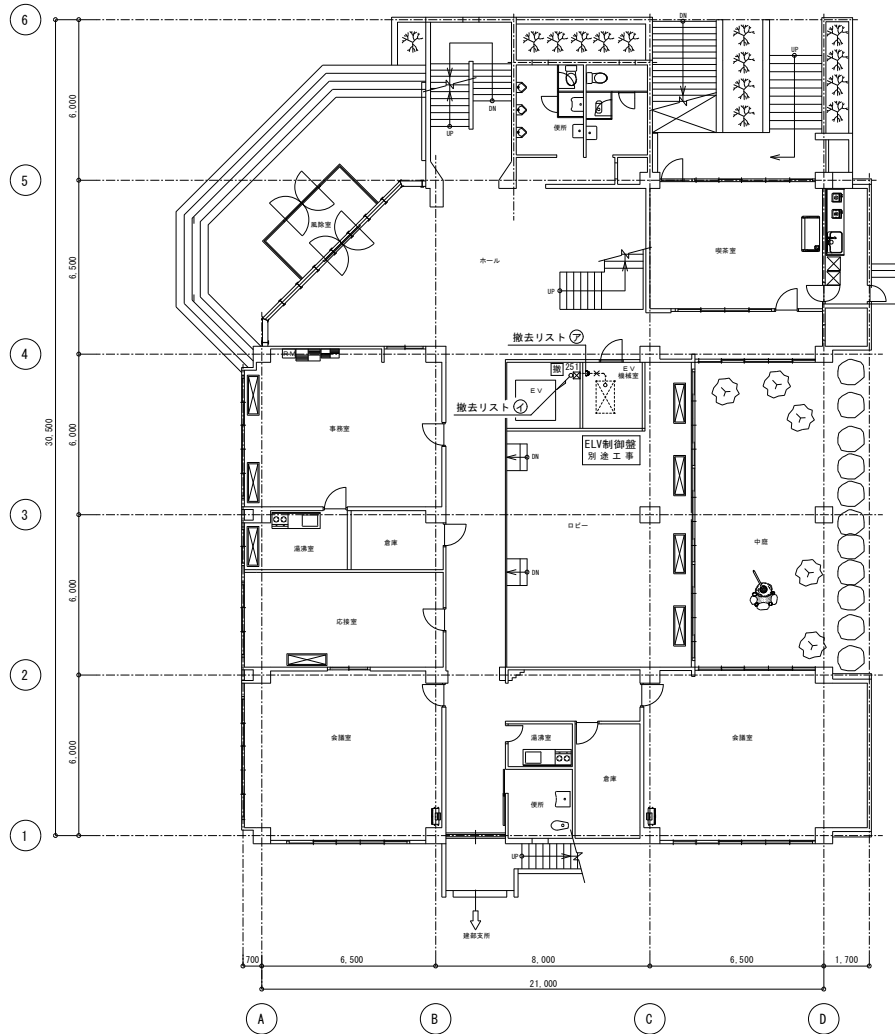 6
DN
6,000
UP
DN
UP
便所
5
風除室
喫茶室
ホール
6,500
UP
撤去リスト ㋐
4
RM
撤 251
EV
機械室
EV
撤去リスト ㋑
30,500
事務室
6,000
ELV制御盤
別途工事
DN
3
ロビー
湯沸室
倉庫
中庭
DN
6,000
応接室
2
会議室
湯沸室
会議室
6,000
倉庫
便所
1
UP
建部支所
700
6,500
8,000
6,500
1,700
21,000
A
B
C
D